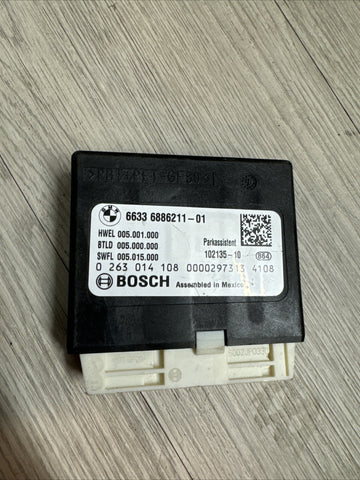 6633 6886211-01
HWEL 005.001.000
BTLD 005.000.000
SWFL 005.015.000
Parkassistent
102135-10
884
0 263 014 108 0000297313 4108
BOSCH Assembled in Mexico